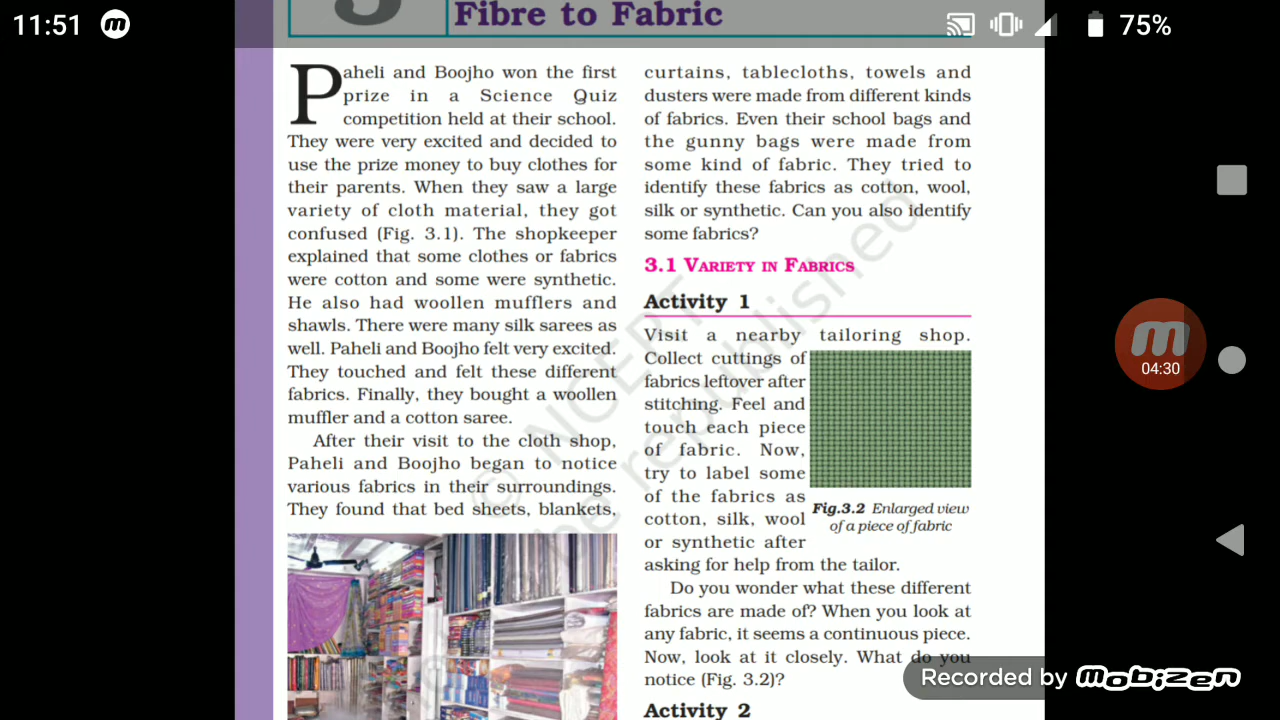 11:51
75%
3
Fibre to Fabric
Paheli and Boojho won the first
prize in a Science Quiz
competition held at their school.
They were very excited and decided to
use the prize money to buy clothes for
their parents. When they saw a large
variety of cloth material, they got
confused (Fig. 3.1). The shopkeeper
explained that some clothes or fabrics
were cotton and some were synthetic.
He also had woollen mufflers and
shawls. There were many silk sarees as
well. Paheli and Boojho felt very excited.
They touched and felt these different
fabrics. Finally, they bought a woollen
muffler and a cotton saree.
After their visit to the cloth shop,
Paheli and Boojho began to notice
various fabrics in their surroundings.
They found that bed sheets, blankets,
curtains, tablecloths, towels and
dusters were made from different kinds
of fabrics. Even their school bags and
the gunny bags were made from
some kind of fabric. They tried to
identify these fabrics as cotton, wool,
silk or synthetic. Can you also identify
some fabrics?
3.1 VARIETY IN FABRICS
Activity 1
Visit a nearby tailoring shop.
Collect cuttings of
fabrics leftover after
stitching. Feel and
touch each piece
of fabric. Now,
try to label some
of the fabrics as
cotton, silk, wool
or synthetic after
asking for help from the tailor.
Fig.3.2 Enlarged view
of a piece of fabric
Do you wonder what these different
fabrics are made of? When you look at
any fabric, it seems a continuous piece.
Now, look at it closely. What do you
notice (Fig. 3.2)?
Activity 2
© NCERT
be republished
04:30
Recorded by Mobizen